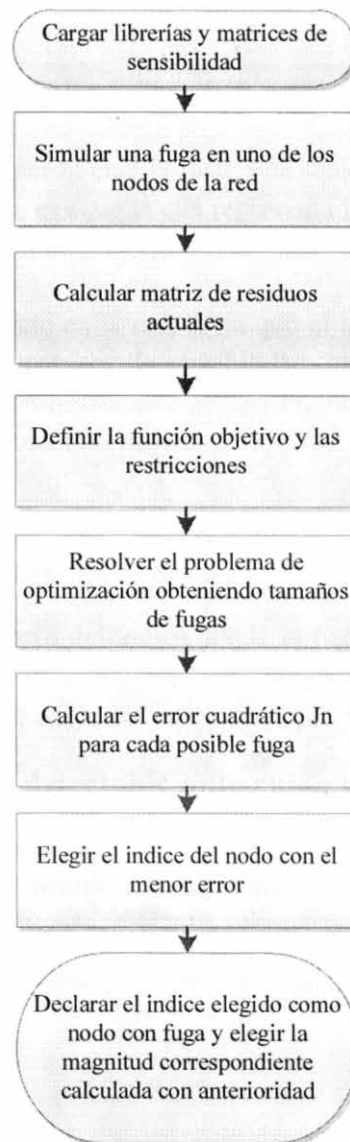 Cargar librerías y matrices de
sensibilidad
Simular una fuga en uno de los
nodos de la red
Calcular matriz de residuos
actuales
Definir la función objetivo y las
restricciones
Resolver el problema de
optimización obteniendo tamaños
de fugas
Calcular el error cuadrático Jn
para cada posible fuga
Elegir el indice del nodo con el
menor error
Declarar el indice elegido como
nodo con fuga y elegir la
magnitud correspondiente
calculada con anterioridad